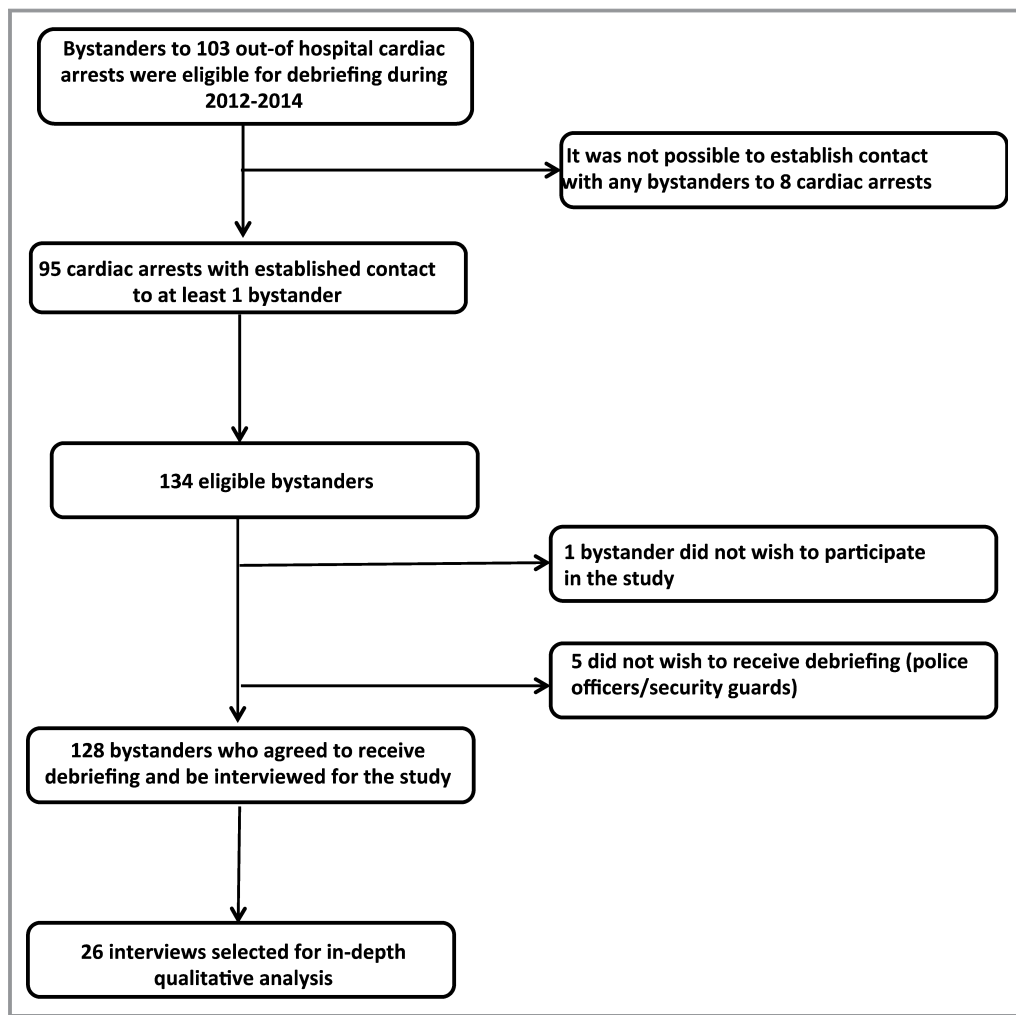 Bystanders to 103 out-of hospital cardiac
arrests were eligible for debriefing during
2012-2014
It was not possible to establish contact
with any bystanders to 8 cardiac arrests
95 cardiac arrests with established contact
to at least 1 bystander
134 eligible bystanders
1 bystander did not wish to participate
in the study
5 did not wish to receive debriefing (police
officers/security guards)
128 bystanders who agreed to receive
debriefing and be interviewed for the study
26 interviews selected for in-depth
qualitative analysis